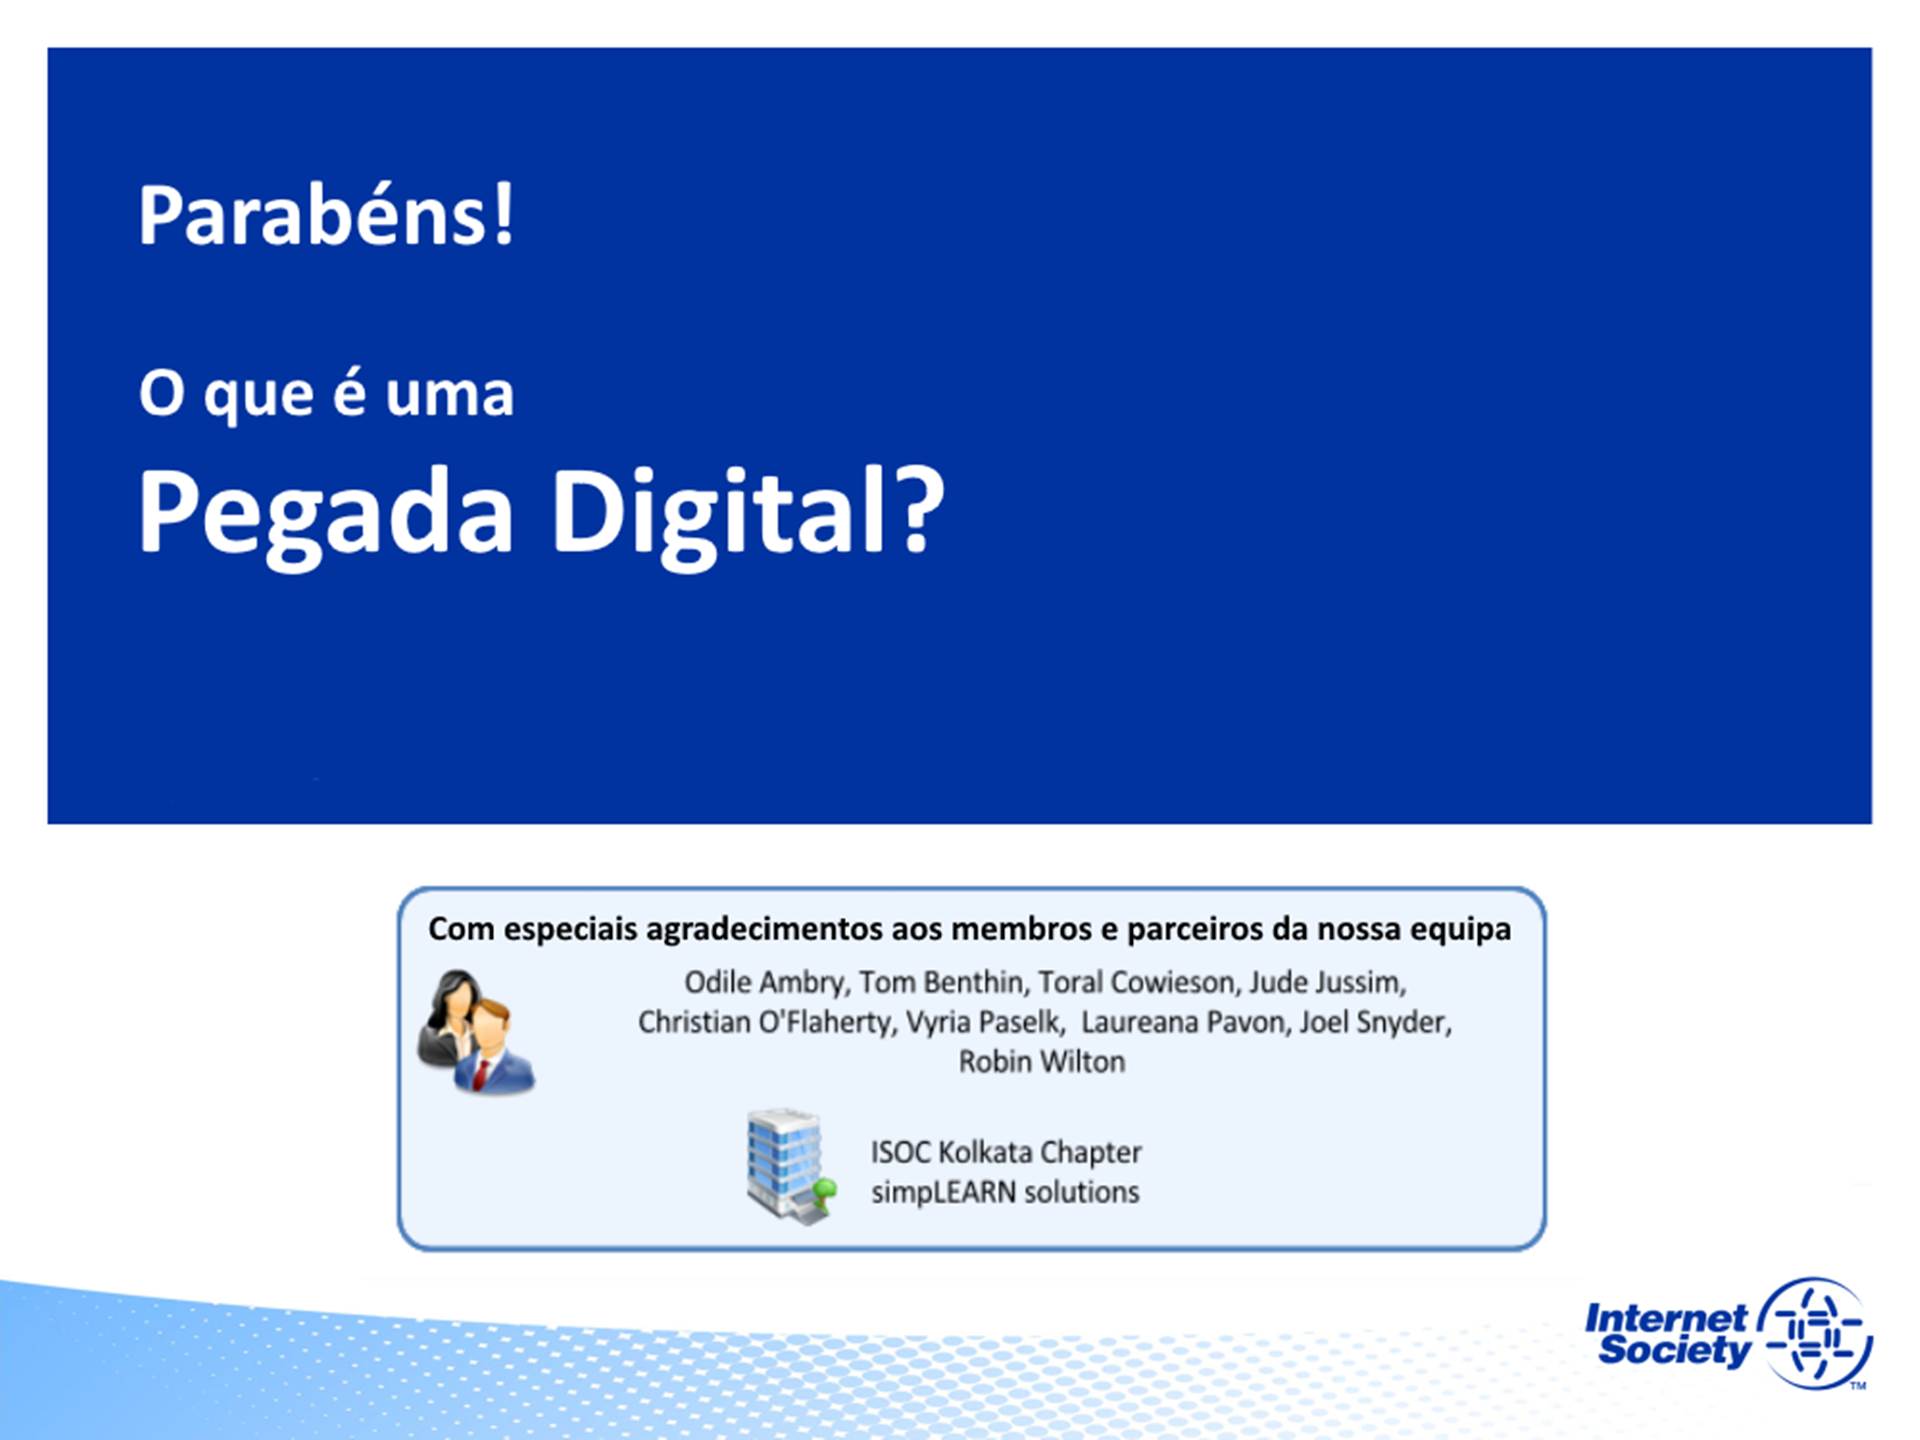 Parabéns!
O que é uma
Pegada Digital?
Com especiais agradecimentos aos membros e parceiros da nossa equipa
Odile Ambry, Tom Benthin, Toral Cowieson, Jude Jussim,
Christian O'Flaherty, Vyria Paselk, Laureana Pavon, Joel Snyder,
Robin Wilton
ISOC Kolkata Chapter
simpLEARN solutions
Internet
Society
TM